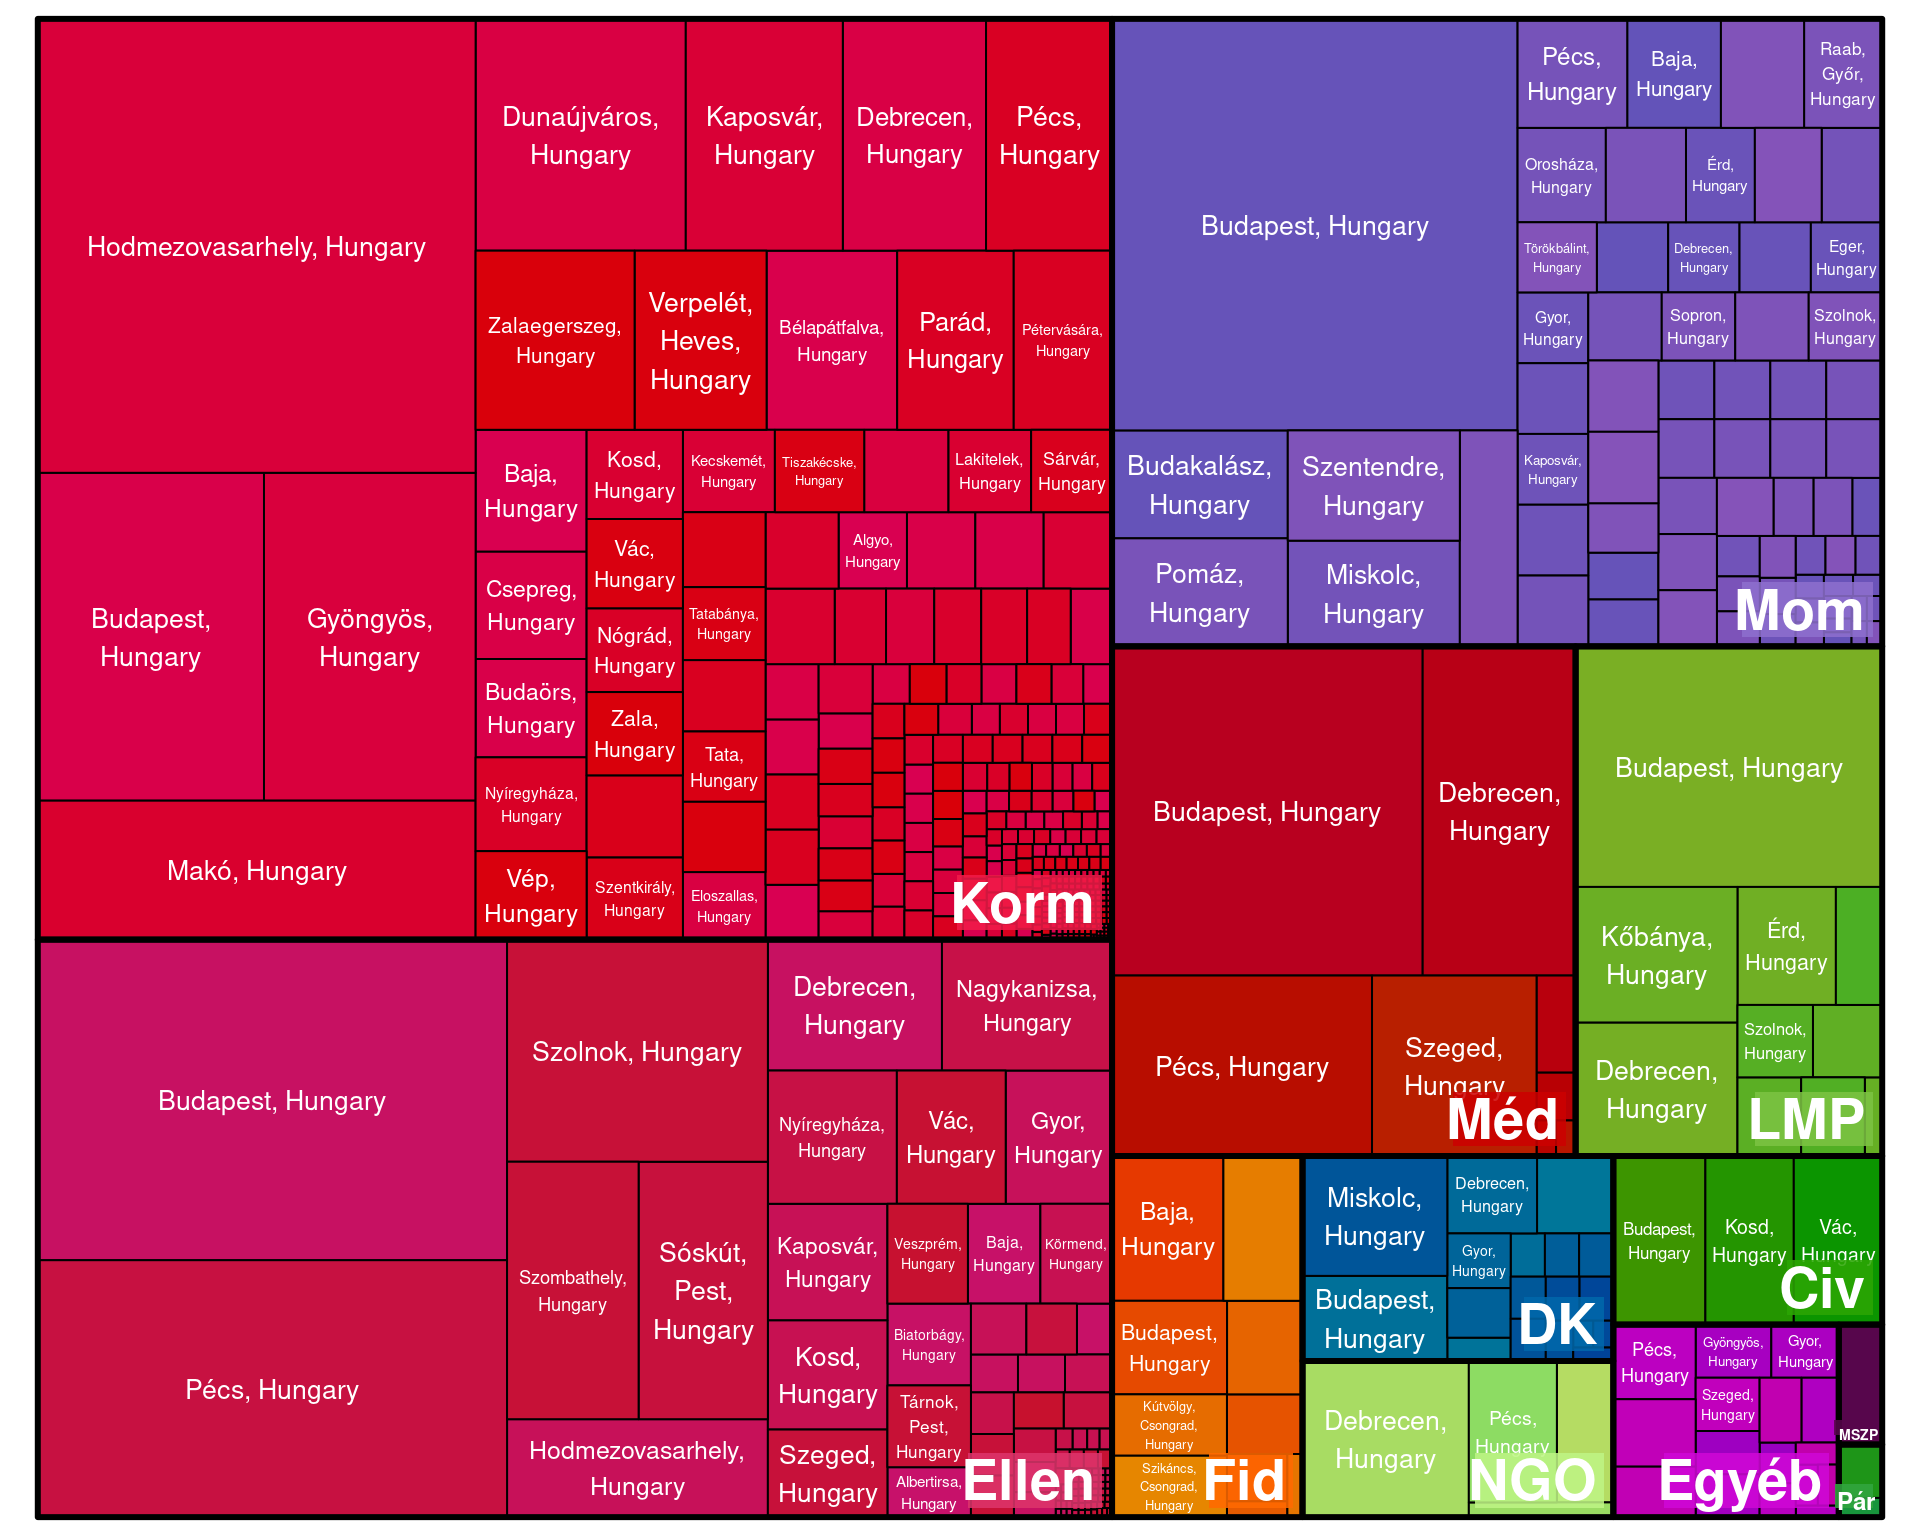 Hodmezovasarhely, Hungary
Budapest,
Hungary
Gyöngyös,
Hungary
Makó, Hungary
Dunaújváros,
Hungary
Kaposvár,
Hungary
Debrecen,
Hungary
Pécs,
Hungary
Zalaegerszeg,
Hungary
Verpelét,
Heves,
Hungary
Bélapátfalva,
Hungary
Parád,
Hungary
Pétervására,
Hungary
Baja,
Hungary
Csepreg,
Hungary
Budaörs,
Hungary
Nyíregyháza,
Hungary
Vép,
Hungary
Kosd,
Hungary
Vác,
Hungary
Nógrád,
Hungary
Zala,
Hungary
Szentkirály,
Hungary
Kecskemét,
Hungary
Tiszakécske,
Hungary
Lakitelek,
Hungary
Sárvár,
Hungary
Algyo,
Hungary
Tatabánya,
Hungary
Tata,
Hungary
Eloszallas,
Hungary
Korm
Budapest, Hungary
Pécs,
Hungary
Baja,
Hungary
Raab,
Győr,
Hungary
Orosháza,
Hungary
Érd,
Hungary
Törökbálint,
Hungary
Debrecen,
Hungary
Eger,
Hungary
Gyor,
Hungary
Sopron,
Hungary
Szolnok,
Hungary
Kaposvár,
Hungary
Budakalász,
Hungary
Szentendre,
Hungary
Pomáz,
Hungary
Miskolc,
Hungary
Mom
Budapest, Hungary
Pécs, Hungary
Szolnok, Hungary
Szombathely,
Hungary
Sóskút,
Pest,
Hungary
Hodmezovasarhely,
Hungary
Debrecen,
Hungary
Nagykanizsa,
Hungary
Nyíregyháza,
Hungary
Vác,
Hungary
Gyor,
Hungary
Kaposvár,
Hungary
Veszprém,
Hungary
Baja,
Hungary
Körmend,
Hungary
Kosd,
Hungary
Biatorbágy,
Hungary
Tárnok,
Pest,
Hungary
Szeged,
Hungary
Albertirsa,
Hungary
Ellen
Budapest, Hungary
Debrecen,
Hungary
Pécs, Hungary
Szeged,
Hungary
Méd
Budapest, Hungary
Kőbánya,
Hungary
Érd,
Hungary
Debrecen,
Hungary
Szolnok,
Hungary
LMP
Baja,
Hungary
Budapest,
Hungary
Kútvölgy,
Csongrad,
Hungary
Szikáncs,
Csongrad,
Hungary
Fid
Miskolc,
Hungary
Debrecen,
Hungary
Gyor,
Hungary
Budapest,
Hungary
DK
Budapest,
Hungary
Kosd,
Hungary
Vác,
Hungary
Civ
Debrecen,
Hungary
Pécs,
Hungary
NGO
Pécs,
Hungary
Gyöngyös,
Hungary
Gyor,
Hungary
Szeged,
Hungary
Egyéb
MSZP
Pár